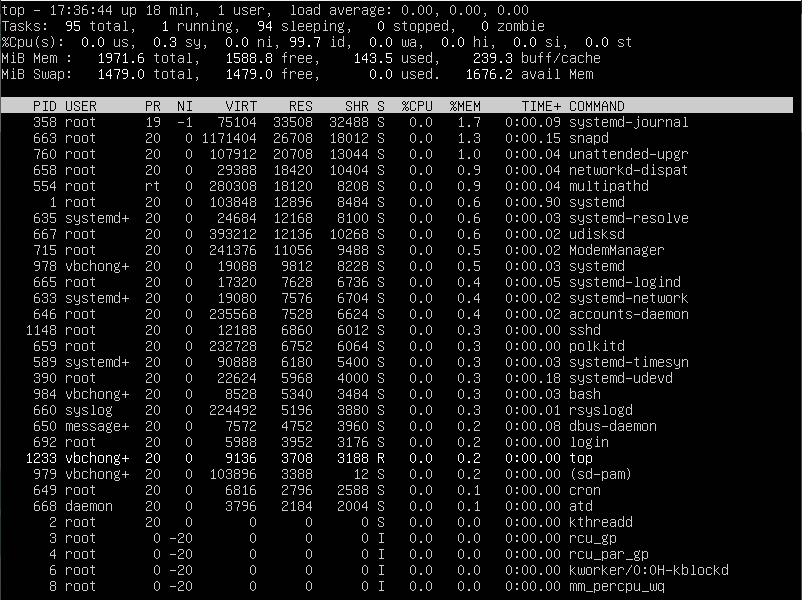 top - 17:36:44 up 18 min,  1 user,  load average: 0.00, 0.00, 0.00
Tasks:  95 total,   1 running,  94 sleeping,   0 stopped,   0 zombie
%Cpu(s):  0.0 us,  0.3 sy,  0.0 ni, 99.7 id,  0.0 wa,  0.0 hi,  0.0 si,  0.0 st
MiB Mem :   1971.6 total,   1588.8 free,    143.5 used,    239.3 buff/cache
MiB Swap:   1479.0 total,   1479.0 free,      0.0 used.   1676.2 avail Mem
PID USER      PR  NI    VIRT    RES    SHR S  %CPU  %MEM     TIME+ COMMAND
358 root      19  -1   75104  33508  32488 S   0.0   1.7   0:00.09 systemd-journal
663 root      20   0 1171404  26708  18012 S   0.0   1.3   0:00.15 snapd
760 root      20   0  107912  20708  13044 S   0.0   1.0   0:00.04 unattended-upgr
658 root      20   0   29388  18420  10404 S   0.0   0.9   0:00.04 networkd-dispat
554 root      rt   0  280308  18120   8208 S   0.0   0.9   0:00.04 multipathd
1 root      20   0  103848  12896   8484 S   0.0   0.6   0:00.90 systemd
635 systemd+  20   0   24684  12168   8100 S   0.0   0.6   0:00.03 systemd-resolve
667 root      20   0  393212  12136  10268 S   0.0   0.6   0:00.02 udisksd
715 root      20   0  241376  11056   9488 S   0.0   0.5   0:00.02 ModemManager
978 vbchong+  20   0   19088   9812   8228 S   0.0   0.5   0:00.03 systemd
665 root      20   0   17320   7628   6736 S   0.0   0.4   0:00.05 systemd-logind
633 systemd+  20   0   19080   7576   6704 S   0.0   0.4   0:00.02 systemd-network
646 root      20   0  235568   7528   6624 S   0.0   0.4   0:00.02 accounts-daemon
1148 root      20   0   12188   6860   6012 S   0.0   0.3   0:00.00 sshd
659 root      20   0  232728   6752   6064 S   0.0   0.3   0:00.00 polkitd
589 systemd+  20   0   90888   6180   5400 S   0.0   0.3   0:00.03 systemd-timesyn
390 root      20   0   22624   5968   4000 S   0.0   0.3   0:00.18 systemd-udevd
984 vbchong+  20   0    8528   5340   3484 S   0.0   0.3   0:00.03 bash
660 syslog    20   0  224492   5196   3880 S   0.0   0.3   0:00.01 rsyslogd
650 message+  20   0    7572   4752   3960 S   0.0   0.2   0:00.08 dbus-daemon
692 root      20   0    5988   3952   3176 S   0.0   0.2   0:00.00 login
1233 vbchong+  20   0    9136   3708   3188 R   0.0   0.2   0:00.00 top
979 vbchong+  20   0  103896   3388     12 S   0.0   0.2   0:00.00 (sd-pam)
649 root      20   0    6816   2796   2588 S   0.0   0.1   0:00.00 cron
668 daemon    20   0    3796   2184   2004 S   0.0   0.1   0:00.00 atd
2 root      20   0       0      0      0 S   0.0   0.0   0:00.00 kthreadd
3 root       0 -20       0      0      0 I   0.0   0.0   0:00.00 rcu_gp
4 root       0 -20       0      0      0 I   0.0   0.0   0:00.00 rcu_par_gp
6 root       0 -20       0      0      0 I   0.0   0.0   0:00.00 kworker/0:0H-kblockd
8 root       0 -20       0      0      0 I   0.0   0.0   0:00.00 mm_percpu_wq